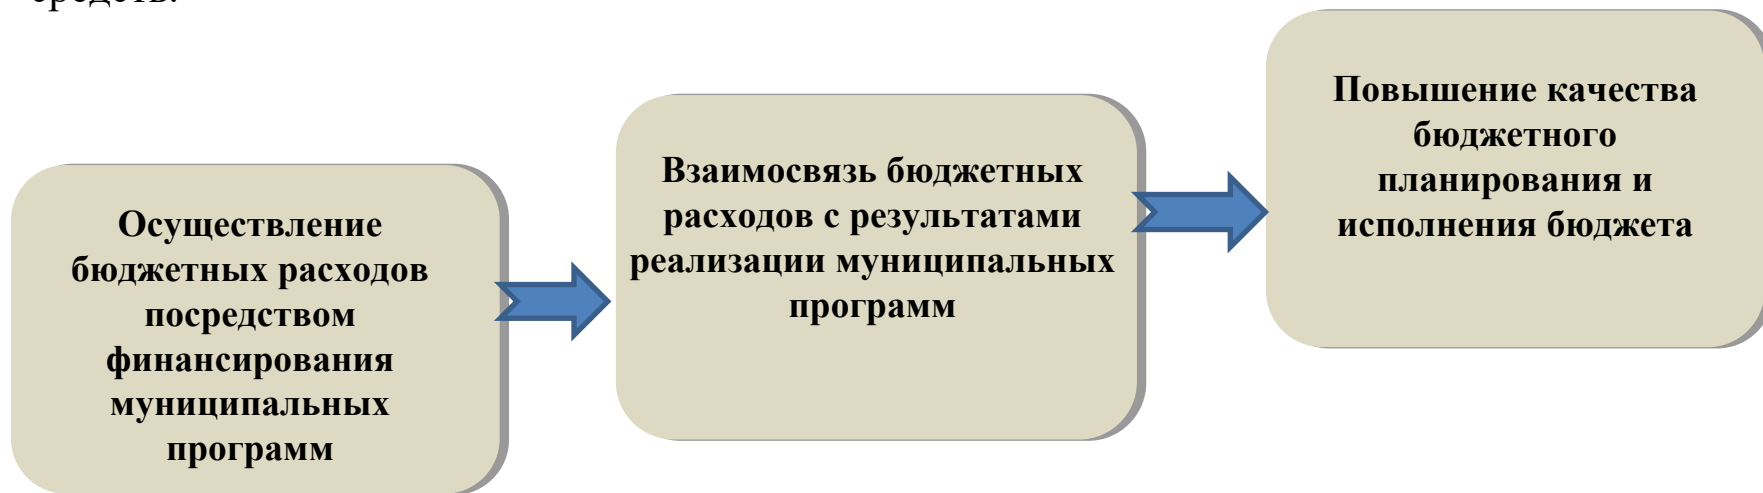 средств.
Осуществление
бюджетных расходов
посредством
финансирования
муниципальных
программ
Взаимосвязь бюджетных
расходов с результатами
реализации муниципальных
программ
Повышение качества
бюджетного
планирования и
исполнения бюджета